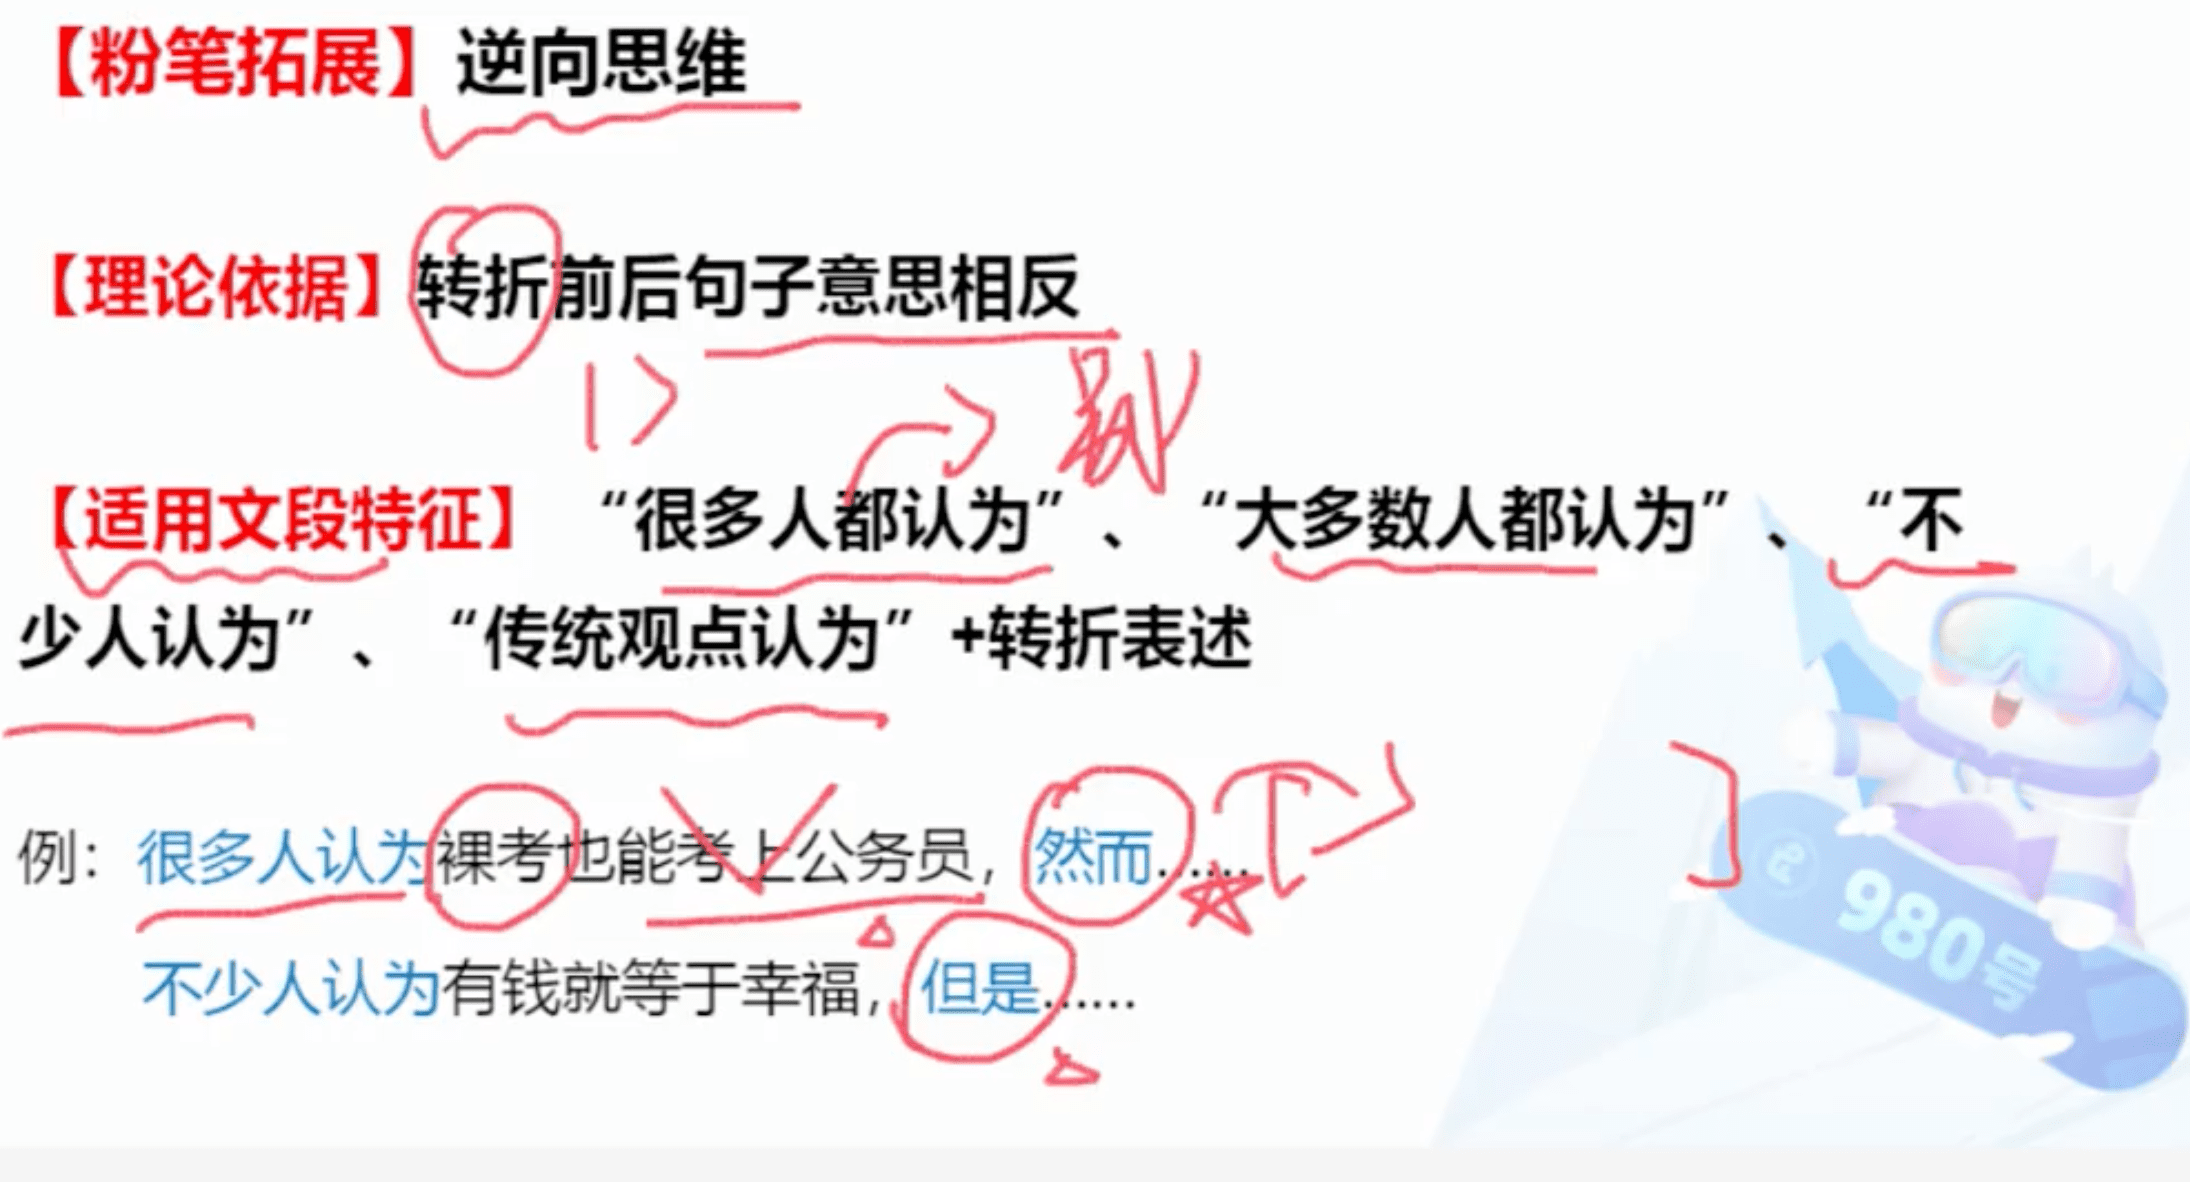 【粉笔拓展】逆向思维
【理论依据】转折前后句子意思相反
【适用文段特征】“很多人都认为”、“大多数人都认为”、“不
少人认为”、“传统观点认为”+转折表述
例：很多人认为裸考也能考上公务员，然而……
不少人认为有钱就等于幸福，但是……
980号